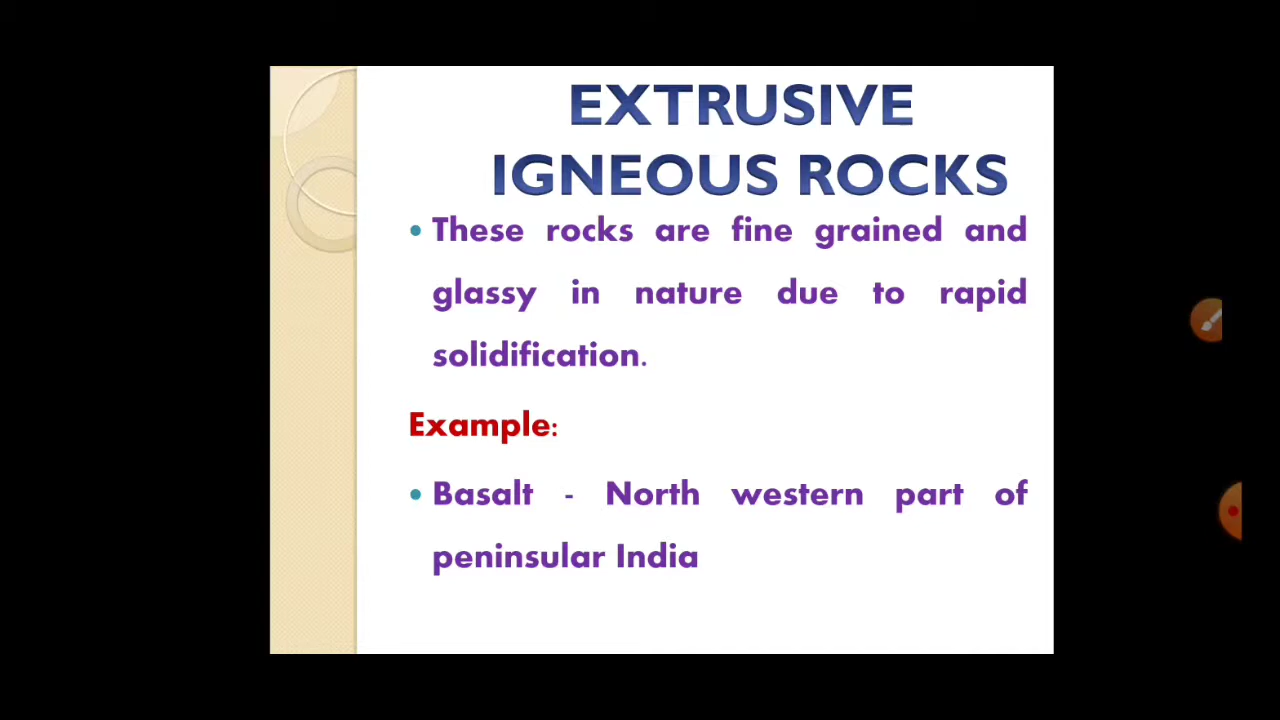 EXTRUSIVE
IGNEOUS ROCKS
• These rocks are fine grained and
glassy in nature due to rapid
solidification.
Example:
• Basalt - North western part of
peninsular India